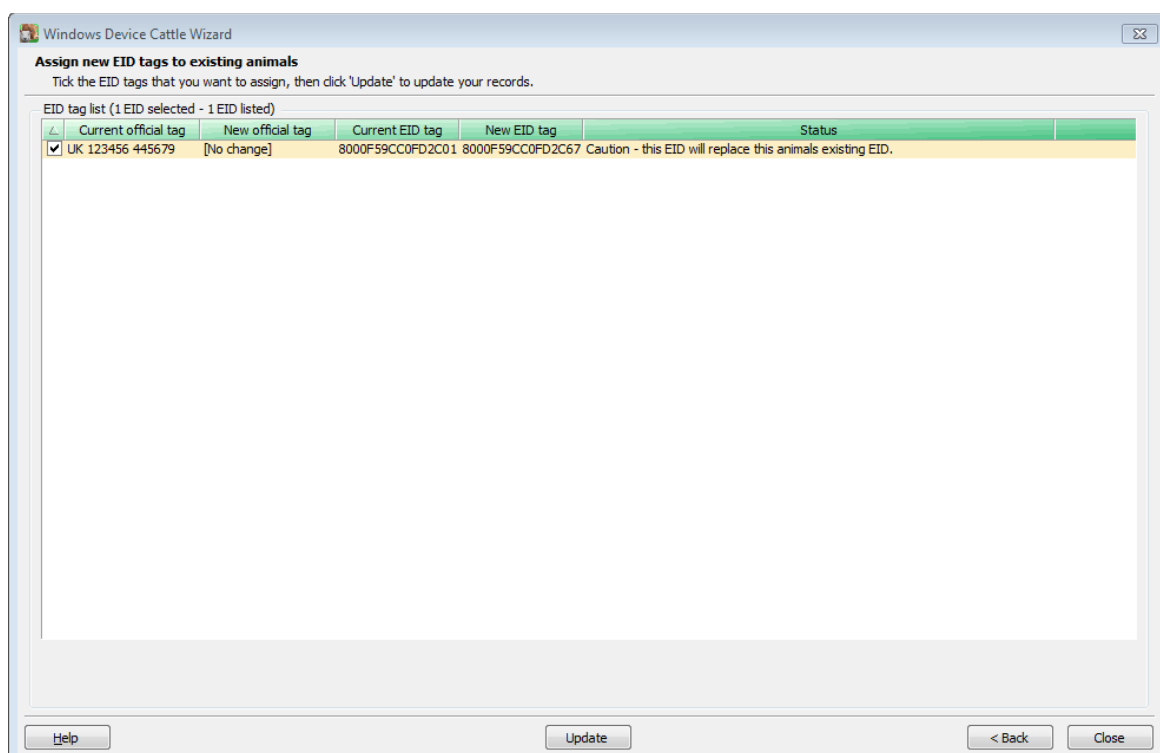 Windows Device Cattle Wizard
Assign new EID tags to existing animals
Tick the EID tags that you want to assign, then click 'Update' to update your records.
EID tag list (1 EID selected - 1 EID listed)
Current official tag New official tag Current EID tag New EID tag Status
UK 123456 445679 [No change] 8000F59CC0FD2C01 8000F59CC0FD2C67 Caution - this EID will replace this animals existing EID.
Help Update < Back Close